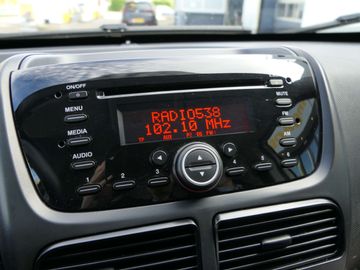 ON/OFF
MENU
MEDIA
AUDIO
RADIO538
102.10 MHz
MUTE
FM
AM
1
2
3
4
5
6